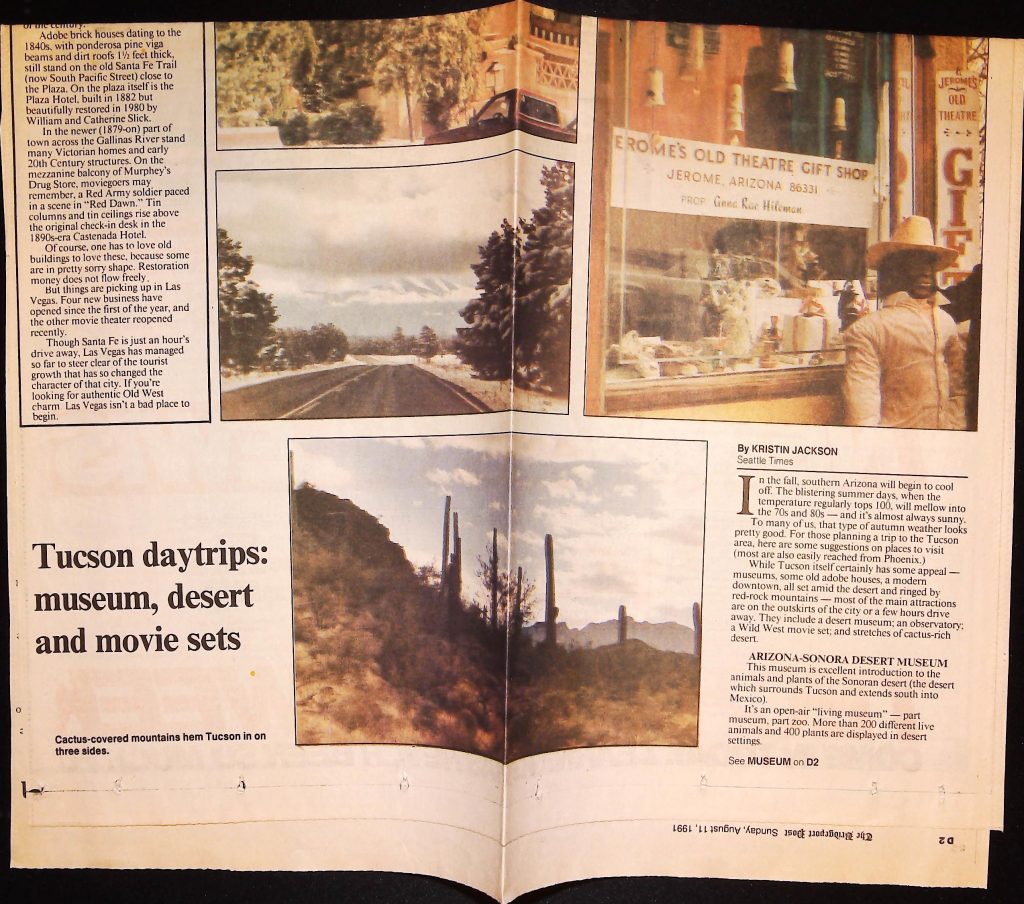 of the century.
Adobe brick houses dating to the
1840s, with ponderosa pine viga
beams and dirt roofs 1½ feet thick,
still stand on the old Santa Fe Trail
(now South Pacific Street) close to
the Plaza. On the plaza itself is the
Plaza Hotel, built in 1882 but
beautifully restored in 1980 by
William and Catherine Slick.
In the newer (1879-on) part of
town across the Gallinas River stand
many Victorian homes and early
20th Century structures. On the
mezzanine balcony of Murphey's
Drug Store, moviegoers may
remember, a Red Army soldier paced
in a scene in "Red Dawn." Tin
columns and tin ceilings rise above
the original check-in desk in the
1890s-era Castenada Hotel.
Of course, one has to love old
buildings to love these, because some
are in pretty sorry shape. Restoration
money does not flow freely.
But things are picking up in Las
Vegas. Four new business have
opened since the first of the year, and
the other movie theater reopened
recently.
Though Santa Fe is just an hour's
drive away, Las Vegas has managed
so far to steer clear of the tourist
growth that has so changed the
character of that city. If you're
looking for authentic Old West
charm Las Vegas isn't a bad place to
begin.
EROME'S OLD THEATRE GIFT SHOP
JEROME, ARIZONA 86331
PROP. Gnna Rae Hileman
JEROME'S
OLD
THEATRE
GIF
Tucson daytrips:
museum, desert
and movie sets
Cactus-covered mountains hem Tucson in on
three sides.
By KRISTIN JACKSON
Seattle Times
In the fall, southern Arizona will begin to cool
off. The blistering summer days, when the
temperature regularly tops 100, will mellow into
the 70s and 80s — and it's almost always sunny.
To many of us, that type of autumn weather looks
pretty good. For those planning a trip to the Tucson
area, here are some suggestions on places to visit
(most are also easily reached from Phoenix.)
While Tucson itself certainly has some appeal —
museums, some old adobe houses, a modern
downtown, all set amid the desert and ringed by
red-rock mountains — most of the main attractions
are on the outskirts of the city or a few hours drive
away. They include a desert museum; an observatory;
a Wild West movie set; and stretches of cactus-rich
desert.
ARIZONA-SONORA DESERT MUSEUM
This museum is excellent introduction to the
animals and plants of the Sonoran desert (the desert
which surrounds Tucson and extends south into
Mexico).
It's an open-air "living museum" — part
museum, part zoo. More than 200 different live
animals and 400 plants are displayed in desert
settings.
See MUSEUM on D2
D2 The Bridgeport Post Sunday, August 11, 1991